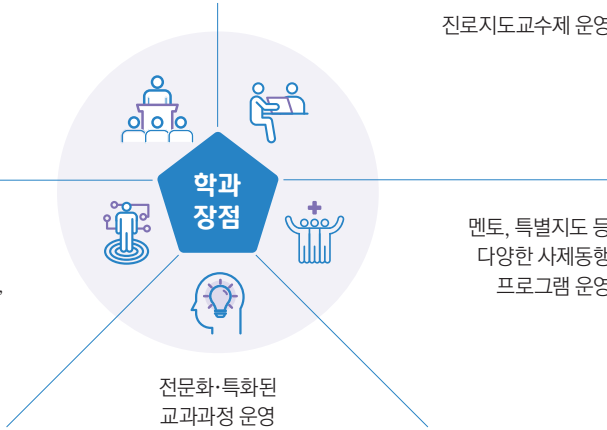 진로지도교수제 운영
학과
장점
멘토, 특별지도 등
다양한 사제동행
프로그램 운영
,
전문화·특화된
교과과정 운영